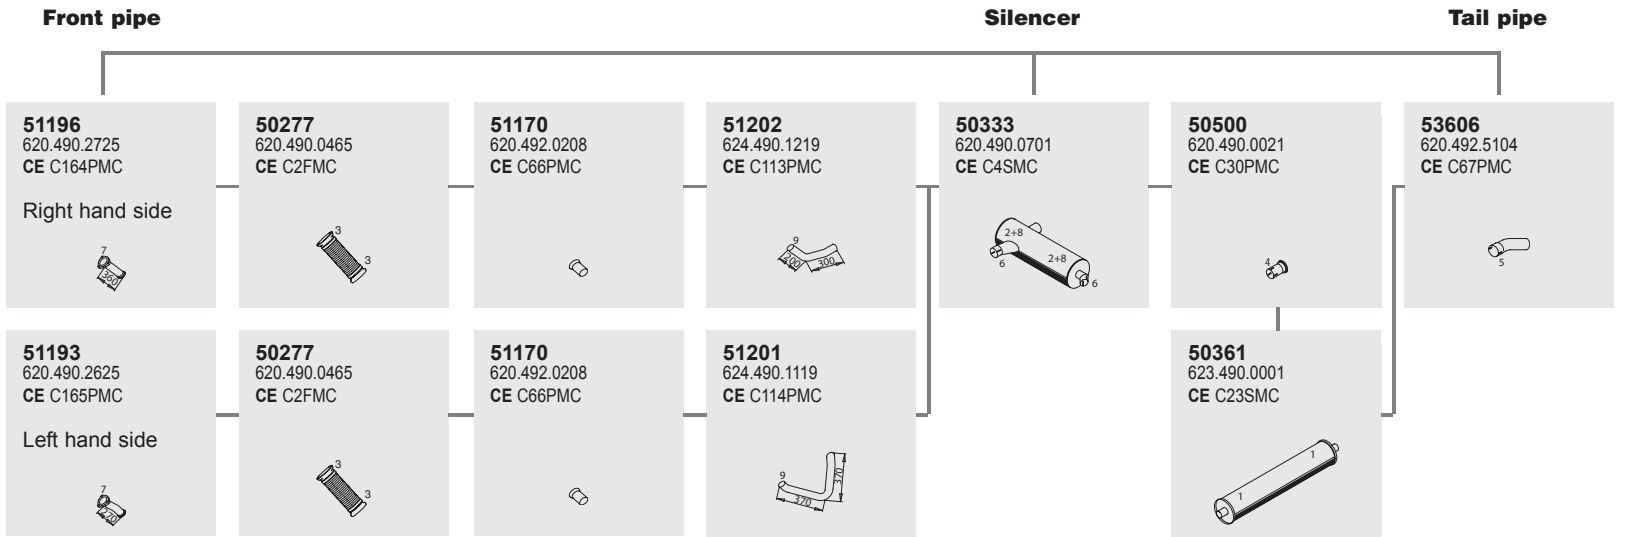 Front pipe
Silencer
Tail pipe
51196
620.490.2725
CE C164PMC
Right hand side
7
360
50277
620.490.0465
CE C2FMC
3
3
51170
620.492.0208
CE C66PMC
51202
624.490.1219
CE C113PMC
9
200
300
50333
620.490.0701
CE C4SMC
2+8
2+8
6
6
50500
620.490.0021
CE C30PMC
4
53606
620.492.5104
CE C67PMC
5
51193
620.490.2625
CE C165PMC
Left hand side
7
270
50277
620.490.0465
CE C2FMC
3
3
51170
620.492.0208
CE C66PMC
51201
624.490.1119
CE C114PMC
9
370
370
50361
623.490.0001
CE C23SMC
1
1